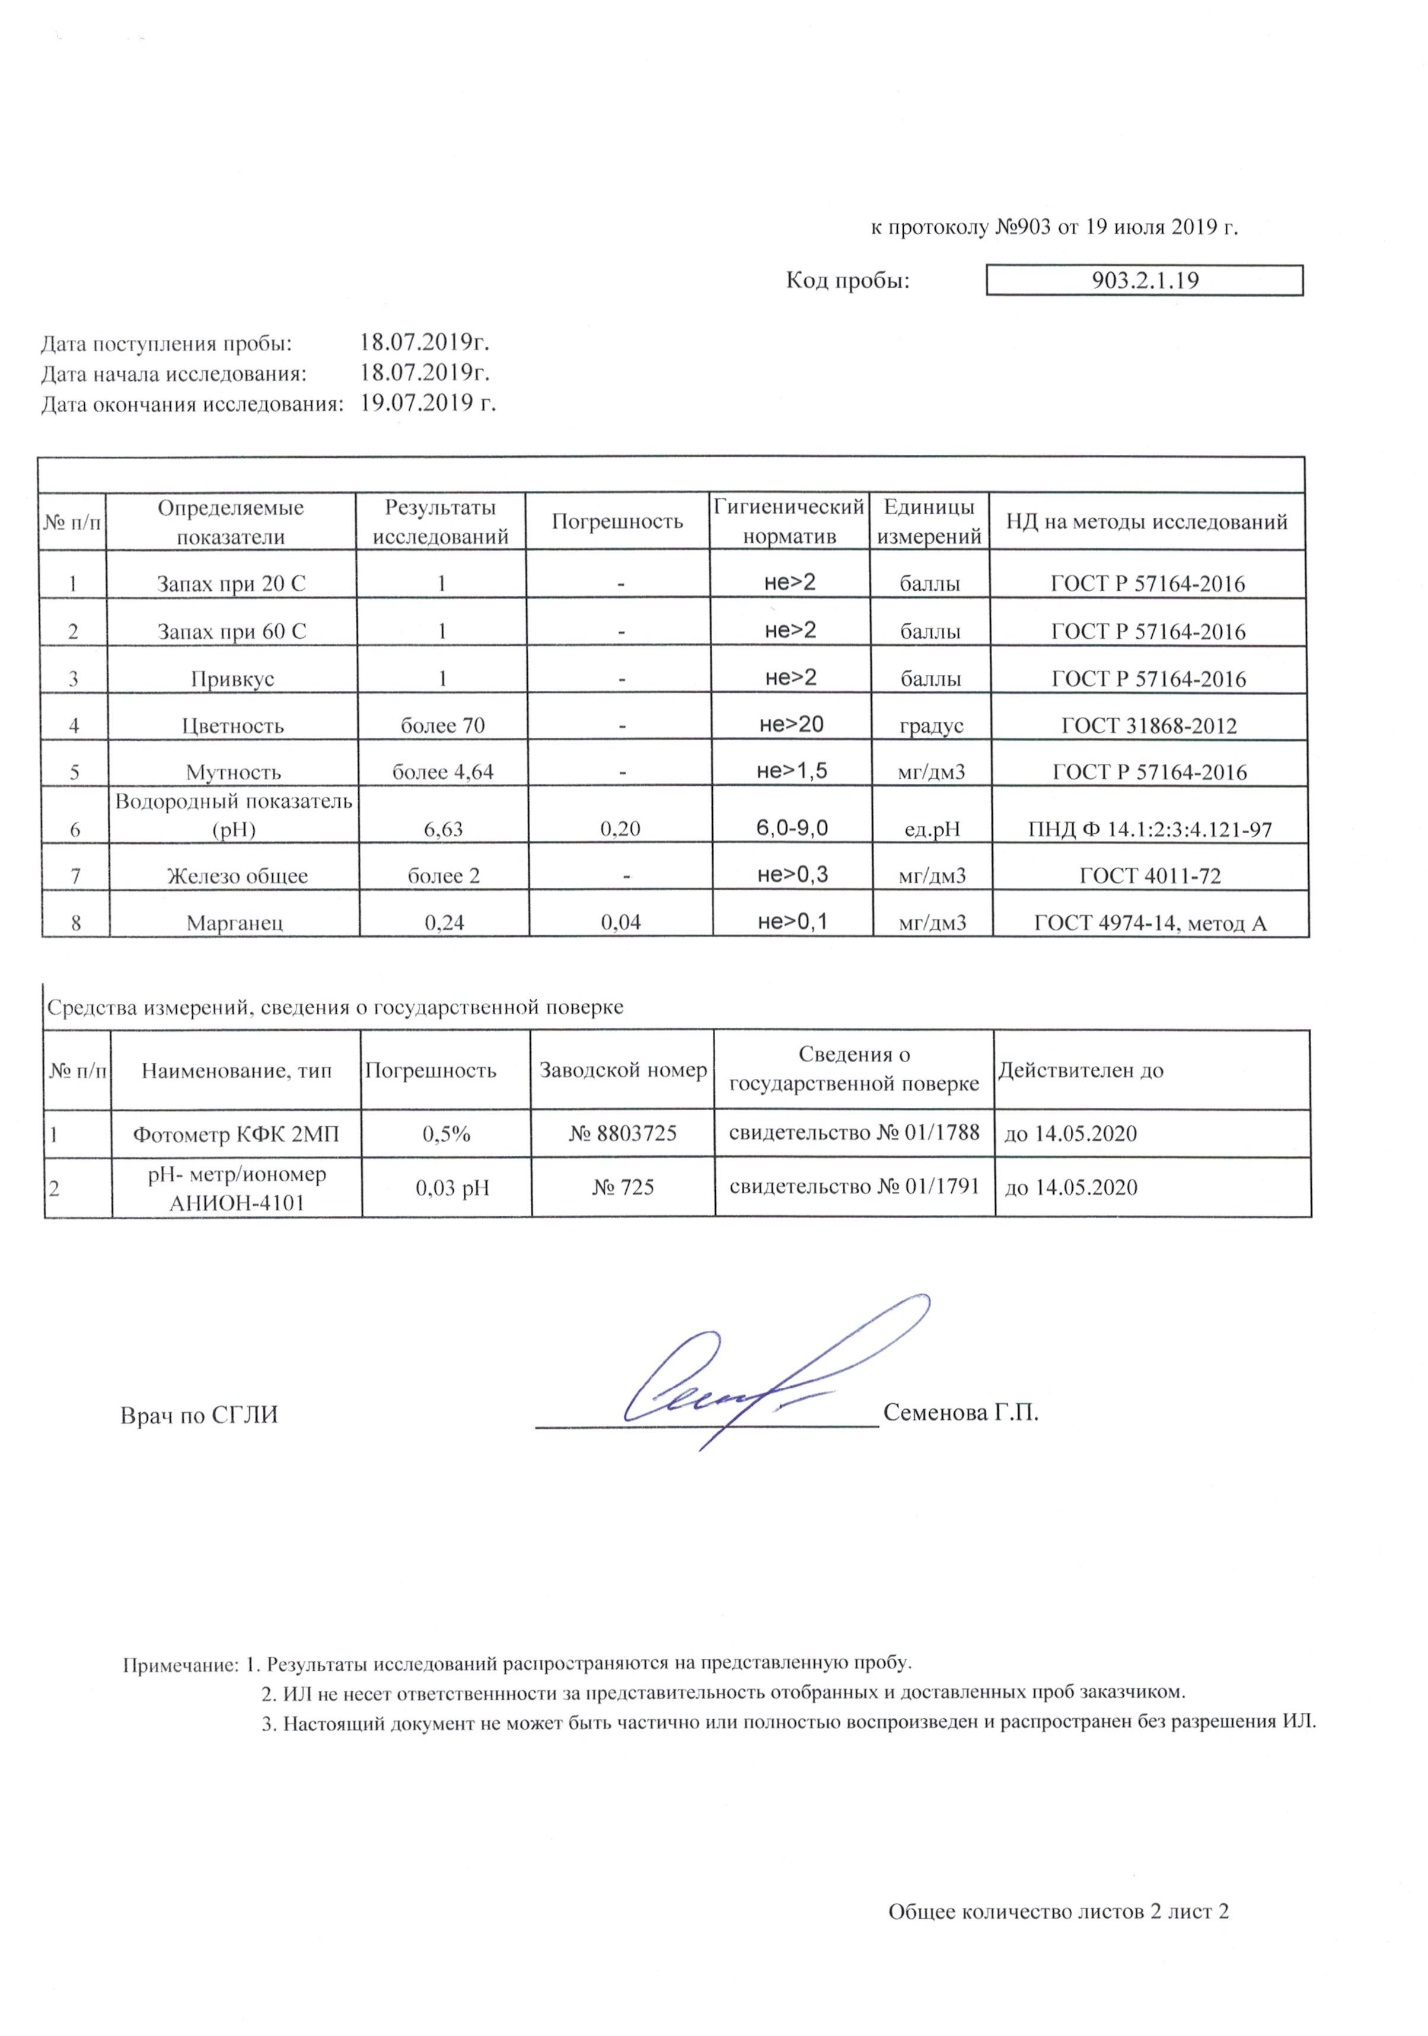 к протоколу №903 от 19 июля 2019 г.
Код пробы: 903.2.1.19
Дата поступления пробы: 18.07.2019г.
Дата начала исследования: 18.07.2019г.
Дата окончания исследования: 19.07.2019 г.
№ п/п Определяемые показатели Результаты исследований Погрешность Гигиенический норматив Единицы измерений НД на методы исследований
1 Запах при 20 С 1 - не>2 баллы ГОСТ Р 57164-2016
2 Запах при 60 С 1 - не>2 баллы ГОСТ Р 57164-2016
3 Привкус 1 - не>2 баллы ГОСТ Р 57164-2016
4 Цветность более 70 - не>20 градус ГОСТ 31868-2012
5 Мутность более 4,64 - не>1,5 мг/дм3 ГОСТ Р 57164-2016
6 Водородный показатель (рН) 6,63 0,20 6,0-9,0 ед.рН ПНД Ф 14.1:2:3:4.121-97
7 Железо общее более 2 - не>0,3 мг/дм3 ГОСТ 4011-72
8 Марганец 0,24 0,04 не>0,1 мг/дм3 ГОСТ 4974-14, метод А
Средства измерений, сведения о государственной поверке
№ п/п Наименование, тип Погрешность Заводской номер Сведения о государственной поверке Действителен до
1 Фотометр КФК 2МП 0,5% № 8803725 свидетельство № 01/1788 до 14.05.2020
2 рН- метр/иономер АНИОН-4101 0,03 рН № 725 свидетельство № 01/1791 до 14.05.2020
Врач по СГЛИ Семенова Г.П.
Примечание: 1. Результаты исследований распространяются на представленную пробу.
2. ИЛ не несет ответственнности за представительность отобранных и доставленных проб заказчиком.
3. Настоящий документ не может быть частично или полностью воспроизведен и распространен без разрешения ИЛ.
Общее количество листов 2 лист 2